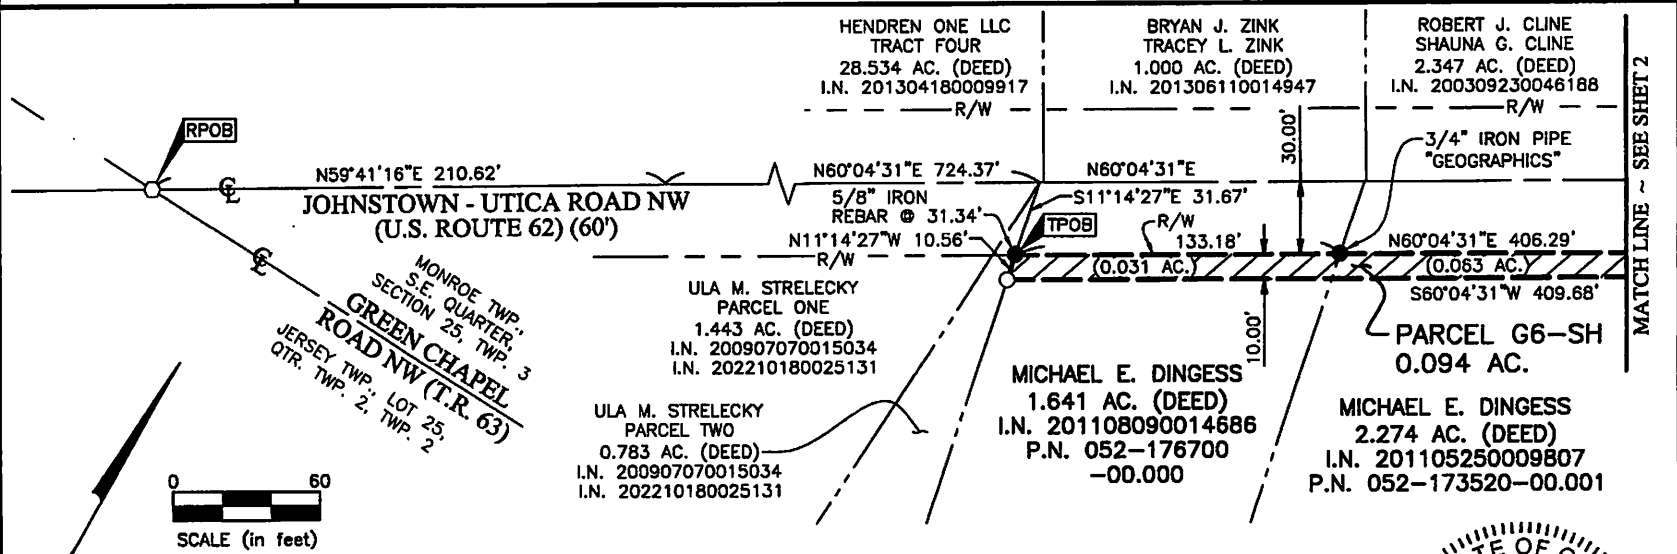 HENDREN ONE LLC
TRACT FOUR
28.534 AC. (DEED)
I.N. 201304180009917
BRYAN J. ZINK
TRACEY L. ZINK
1.000 AC. (DEED)
I.N. 201306110014947
ROBERT J. CLINE
SHAUNA G. CLINE
2.347 AC. (DEED)
I.N. 200309230046188
R/W
R/W
MATCH LINE ~ SEE SHEET 2
RPOB
30.00'
3/4" IRON PIPE
"GEOGRAPHICS"
N59°41'16"E 210.62'
N60°04'31"E 724.37'
N60°04'31"E
CL
JOHNSTOWN - UTICA ROAD NW
(U.S. ROUTE 62) (60')
5/8" IRON
REBAR @ 31.34'
S11°14'27"E 31.67'
TPOB
R/W
N11°14'27"W 10.56'
R/W
133.18'
N60°04'31"E 406.29'
(0.031 AC.)
(0.063 AC.)
S60°04'31"W 409.68'
CL
MONROE TWP.,
S.E. QUARTER,
SECTION 25, TWP. 3
GREEN CHAPEL
ROAD NW (T.R. 63)
JERSEY TWP., LOT 25,
QTR. TWP. 2, TWP. 2
ULA M. STRELECKY
PARCEL ONE
1.443 AC. (DEED)
I.N. 200907070015034
I.N. 202210180025131
10.00'
PARCEL G6-SH
0.094 AC.
ULA M. STRELECKY
PARCEL TWO
0.783 AC. (DEED)
I.N. 200907070015034
I.N. 202210180025131
MICHAEL E. DINGESS
1.641 AC. (DEED)
I.N. 201108090014686
P.N. 052-176700
-00.000
MICHAEL E. DINGESS
2.274 AC. (DEED)
I.N. 201105250009807
P.N. 052-173520-00.001
0 60
SCALE (in feet)